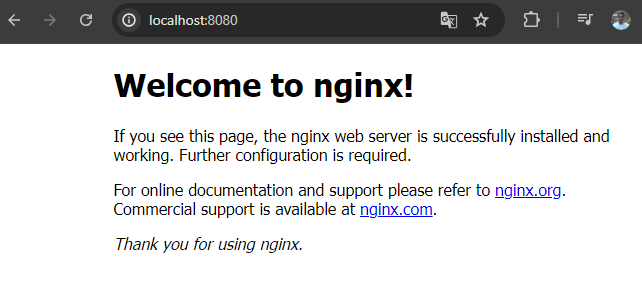 localhost:8080
Welcome to nginx!
If you see this page, the nginx web server is successfully installed and
working. Further configuration is required.
For online documentation and support please refer to nginx.org.
Commercial support is available at nginx.com.
Thank you for using nginx.